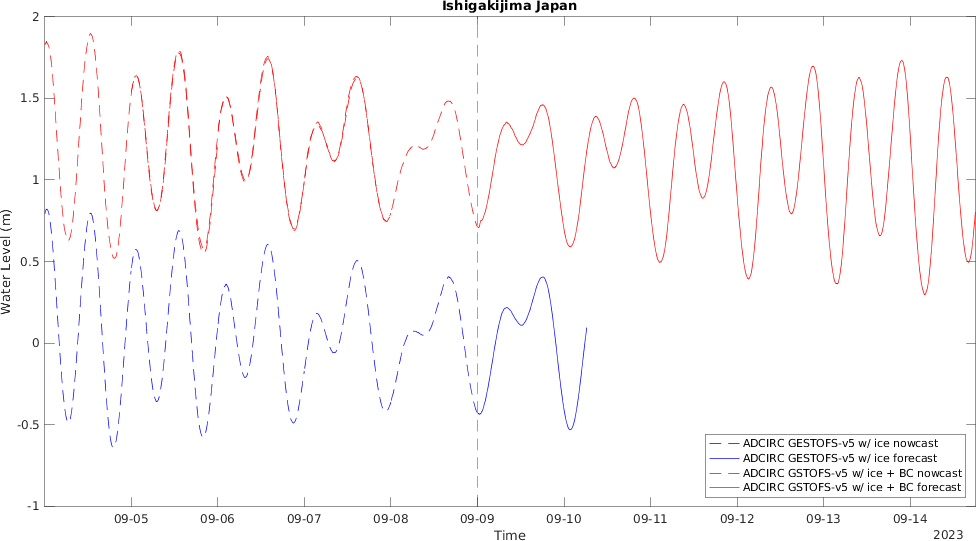 Ishigakijima Japan
Water Level (m)
2
1.5
1
0.5
0
-0.5
-1
09-05 09-06 09-07 09-08 09-09 09-10 09-11 09-12 09-13 09-14
Time
2023
ADCIRC GESTOFS-v5 w/ ice nowcast
ADCIRC GESTOFS-v5 w/ ice forecast
ADCIRC GSTOFS-v5 w/ ice + BC nowcast
ADCIRC GSTOFS-v5 w/ ice + BC forecast